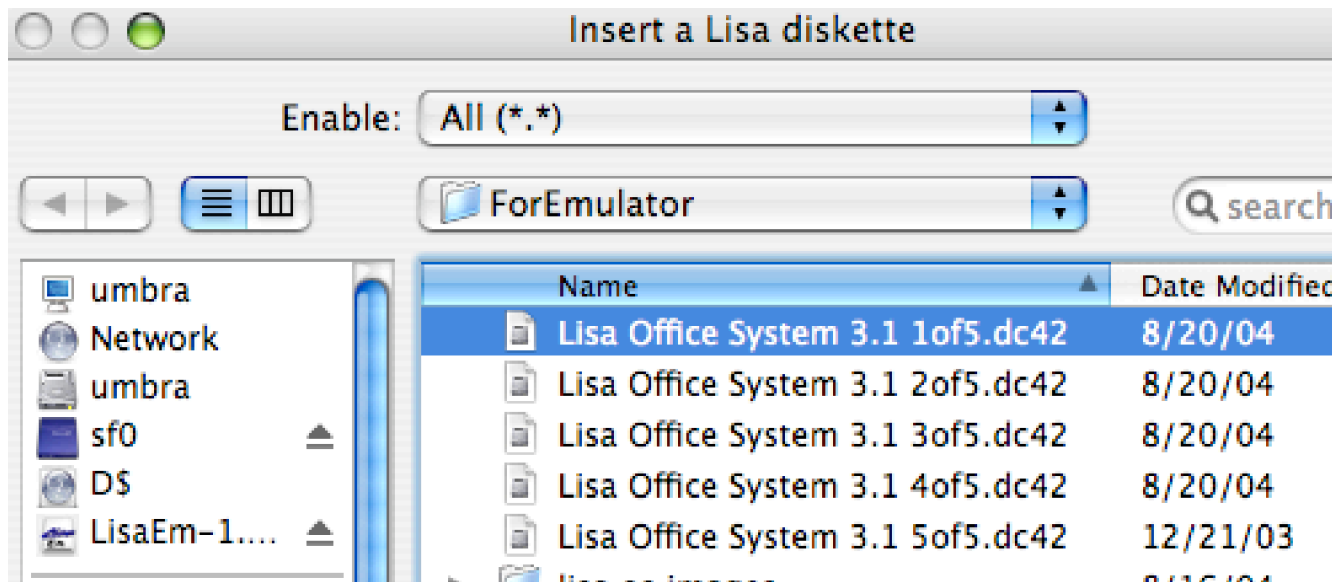 Insert a Lisa diskette
Enable: All (*.*)
ForEmulator
search
umbra
Network
umbra
sf0
D$
LisaEm-1....
Name Date Modified
Lisa Office System 3.1 1of5.dc42 8/20/04
Lisa Office System 3.1 2of5.dc42 8/20/04
Lisa Office System 3.1 3of5.dc42 8/20/04
Lisa Office System 3.1 4of5.dc42 8/20/04
Lisa Office System 3.1 5of5.dc42 12/21/03